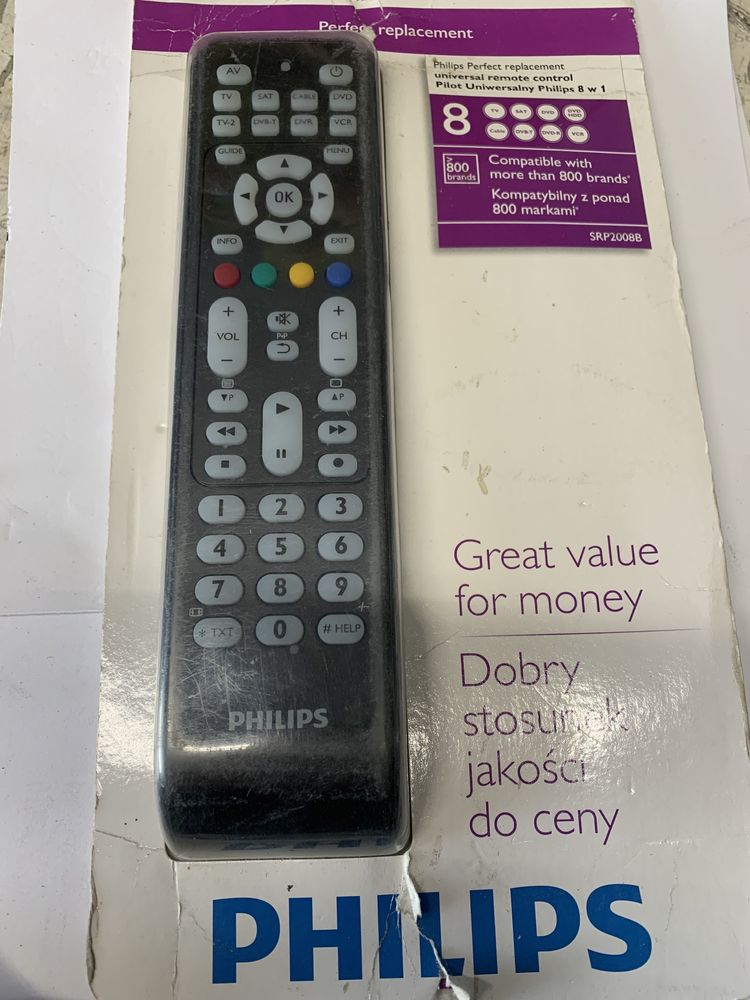 Perfect replacement
Philips Perfect replacement
universal remote control
Pilot Uniwersalny Philips 8 w 1
8
TV SAT DVD DVD HDD
Cable DVB-T DVD-R VCR
>
800
brands
Compatible with
more than 800 brands*
Kompatybilny z ponad
800 markami*
SRP2008B
AV
TV SAT CABLE DVD
TV-2 DVB-T DVR VCR
GUIDE MENU
OK
INFO EXIT
+ +
VOL CH
- -
P<P
▼P ▲P
1 2 3
4 5 6
7 8 9
* TXT 0 # HELP
PHILIPS
Great value
for money
Dobry
stosunek
jakości
do ceny
PHILIPS